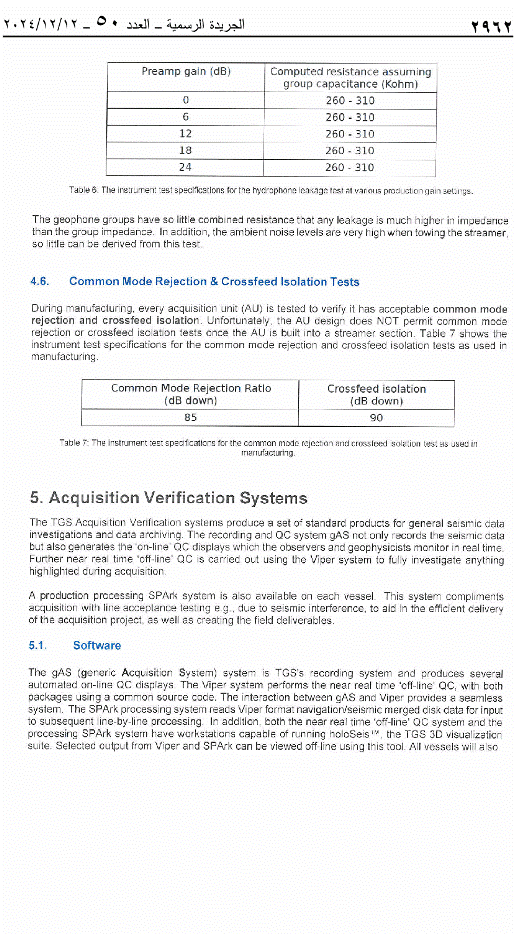 ٢٩٦٢
الجريدة الرسمية – العدد ٥٠ – ٢٠٢٤/١٢/١٢
Preamp gain (dB) Computed resistance assuming
group capacitance (Kohm)
0 260 - 310
6 260 - 310
12 260 - 310
18 260 - 310
24 260 - 310
Table 6. The instrument test specifications for the hydrophone leakage test at various production gain settings.
The geophone groups have so little combined resistance that any leakage is much higher in impedance
than the group impedance. In addition, the ambient noise levels are very high when towing the streamer,
so little can be derived from this test.
4.6. Common Mode Rejection & Crossfeed Isolation Tests
During manufacturing, every acquisition unit (AU) is tested to verify it has acceptable common mode
rejection and crossfeed isolation. Unfortunately, the AU design does NOT permit common mode
rejection or crossfeed isolation tests once the AU is built into a streamer section. Table 7 shows the
instrument test specifications for the common mode rejection and crossfeed isolation tests as used in
manufacturing.
Common Mode Rejection Ratio
(dB down) Crossfeed isolation
(dB down)
85 90
Table 7: The instrument test specifications for the common mode rejection and crossfeed isolation test as used in
manufacturing.
5. Acquisition Verification Systems
The TGS Acquisition Verification systems produce a set of standard products for general seismic data
investigations and data archiving. The recording and QC system gAS not only records the seismic data
but also generates the 'on-line' QC displays which the observers and geophysicists monitor in real time.
Further near real time 'off-line' QC is carried out using the Viper system to fully investigate anything
highlighted during acquisition.
A production processing SPArk system is also available on each vessel. This system compliments
acquisition with line acceptance testing e.g., due to seismic interference, to aid in the efficient delivery
of the acquisition project, as well as creating the field deliverables.
5.1. Software
The gAS (generic Acquisition System) system is TGS's recording system and produces several
automated on-line QC displays. The Viper system performs the near real time 'off-line' QC, with both
packages using a common source code. The interaction between gAS and Viper provides a seamless
system. The SPArk processing system reads Viper format navigation/seismic merged disk data for input
to subsequent line-by-line processing. In addition, both the near real time 'off-line' QC system and the
processing SPArk system have workstations capable of running holoSeis™, the TGS 3D visualization
suite. Selected output from Viper and SPArk can be viewed off-line using this tool. All vessels will also